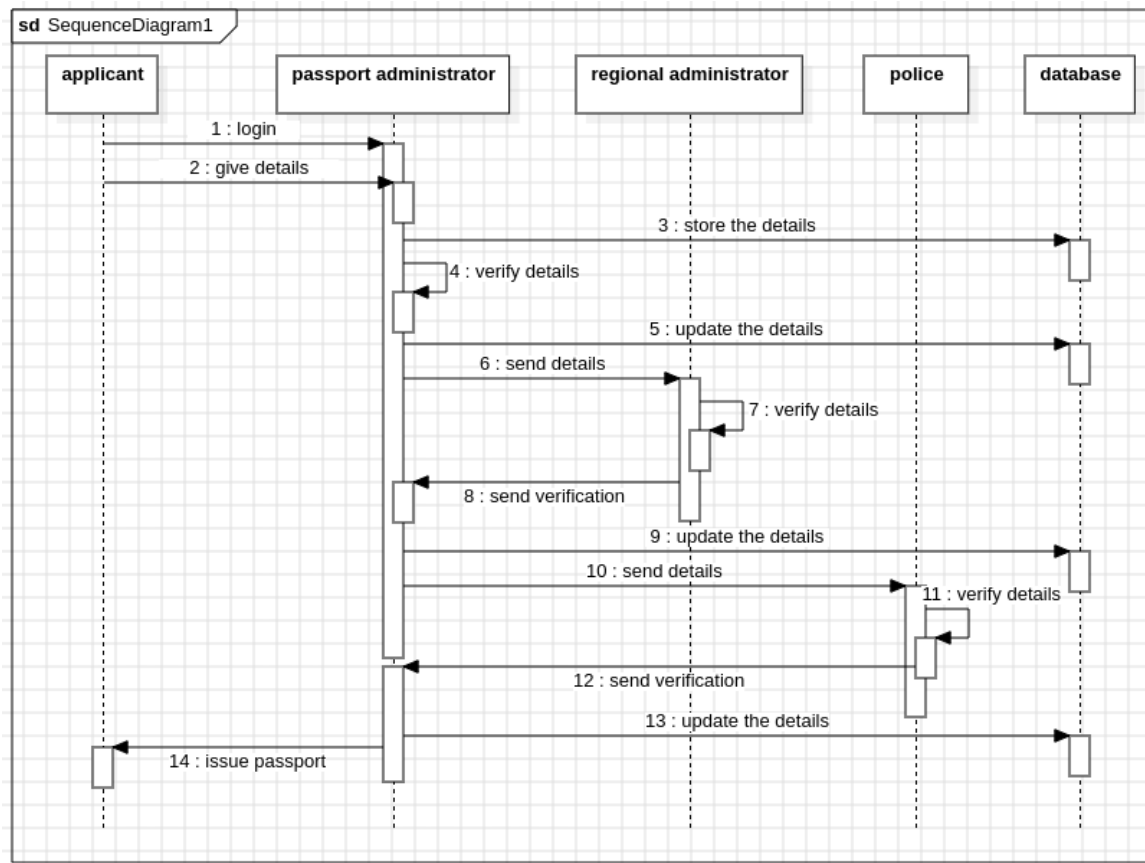 sd SequenceDiagram1
applicant
passport administrator
regional administrator
police
database
1 : login
2 : give details
3 : store the details
4 : verify details
5 : update the details
6 : send details
7 : verify details
8 : send verification
9 : update the details
10 : send details
11 : verify details
12 : send verification
13 : update the details
14 : issue passport